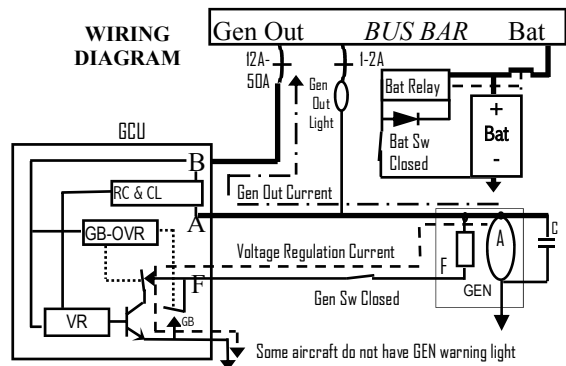 WIRING
DIAGRAM
Gen Out
BUS BAR
Bat
12A-
50A
1-2A
Gen
Out
Light
Bat Relay
Bat Sw
Closed
+
Bat
-
GCU
B
RC & CL
A
Gen Out Current
GB-OVR
Voltage Regulation Current
F
Gen Sw Closed
F
A
GEN
C
VR
GB
Some aircraft do not have GEN warning light